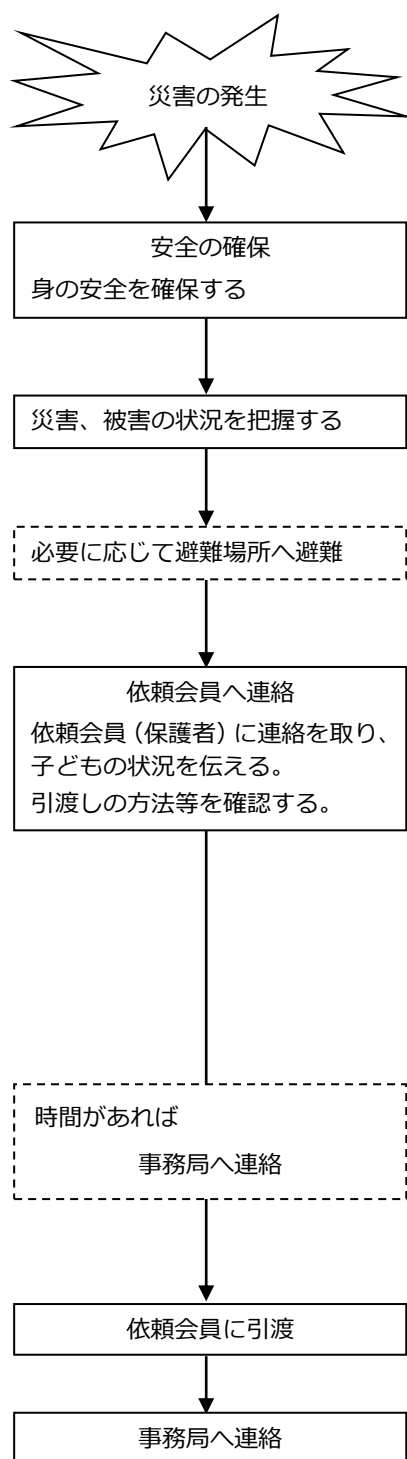 災害の発生
安全の確保
身の安全を確保する
災害、被害の状況を把握する
必要に応じて避難場所へ避難
依頼会員へ連絡
依頼会員（保護者）に連絡を取り、
子どもの状況を伝える。
引渡しの方法等を確認する。
時間があれば
事務局へ連絡
依頼会員に引渡
事務局へ連絡